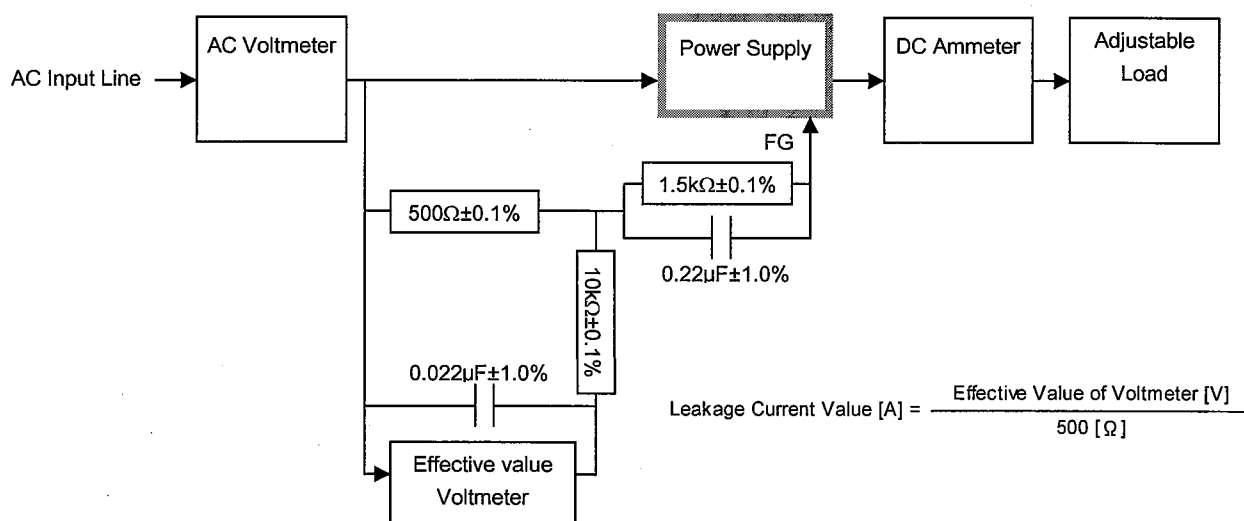 AC Input Line
AC Voltmeter
Power Supply
DC Ammeter
Adjustable
Load
FG
1.5kΩ±0.1%
500Ω±0.1%
0.22µF±1.0%
10kΩ±0.1%
0.022µF±1.0%
Effective value
Voltmeter
Leakage Current Value [A] =
Effective Value of Voltmeter [V]
500 [Ω]